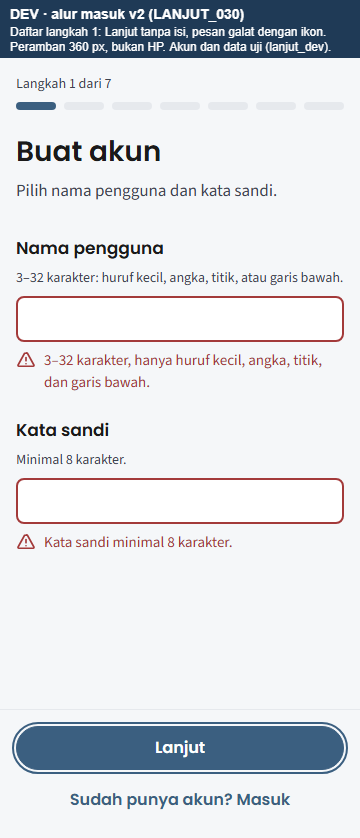 DEV · alur masuk v2 (LANJUT_030)
Daftar langkah 1: Lanjut tanpa isi, pesan galat dengan ikon.
Peramban 360 px, bukan HP. Akun dan data uji (lanjut_dev).
Langkah 1 dari 7
Buat akun
Pilih nama pengguna dan kata sandi.
Nama pengguna
3–32 karakter: huruf kecil, angka, titik, atau garis bawah.
3–32 karakter, hanya huruf kecil, angka, titik,
dan garis bawah.
Kata sandi
Minimal 8 karakter.
Kata sandi minimal 8 karakter.
Lanjut
Sudah punya akun? Masuk